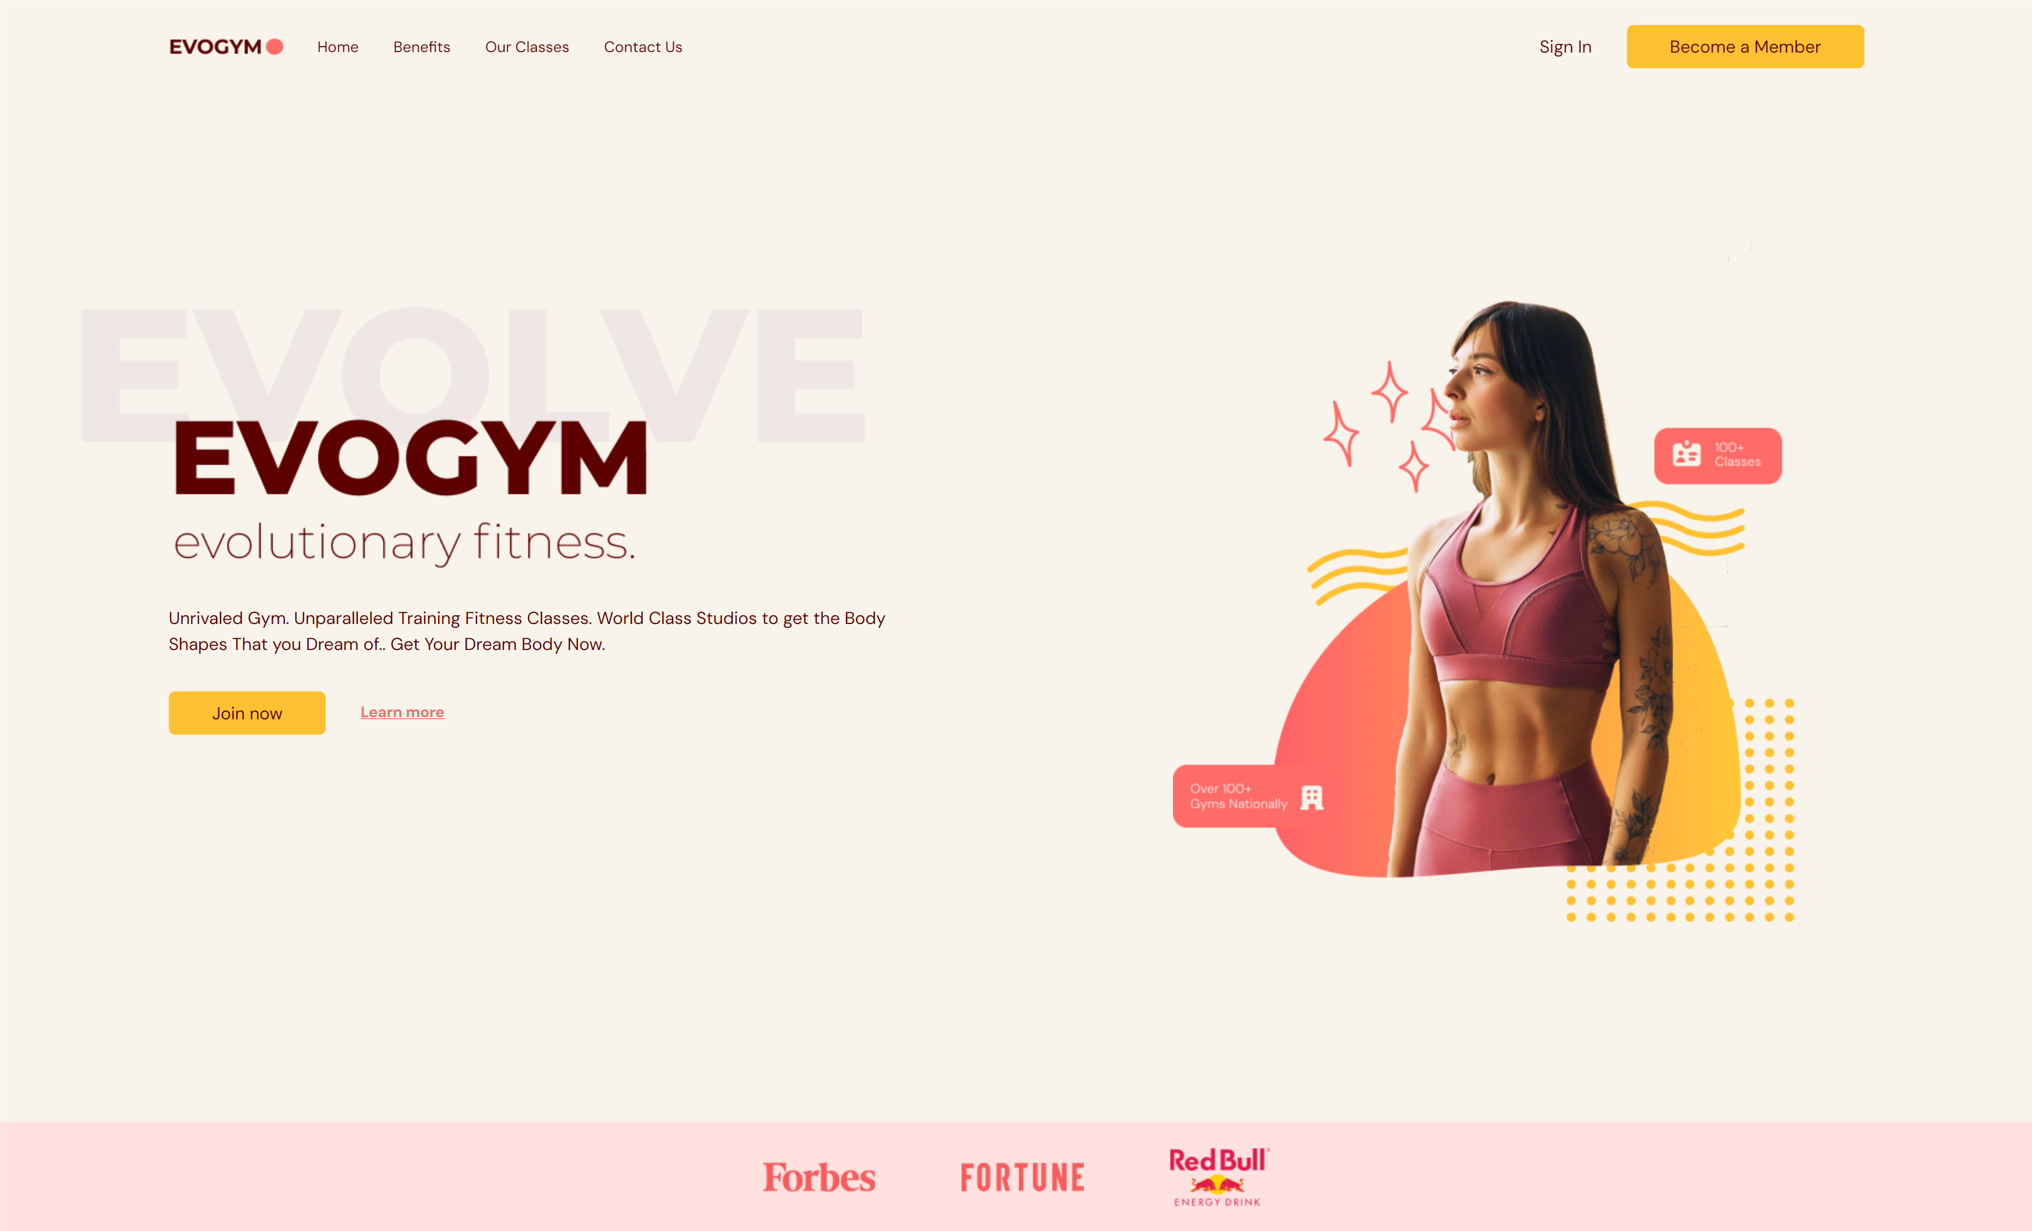 EVOGYM
Home
Benefits
Our Classes
Contact Us
Sign In
Become a Member
EVOLVE
EVOGYM
evolutionary fitness.
Unrivaled Gym. Unparalleled Training Fitness Classes. World Class Studios to get the Body
Shapes That you Dream of.. Get Your Dream Body Now.
Join now
Learn more
100+
Classes
Over 100+
Gyms Nationally
Forbes
FORTUNE
Red Bull
ENERGY DRINK